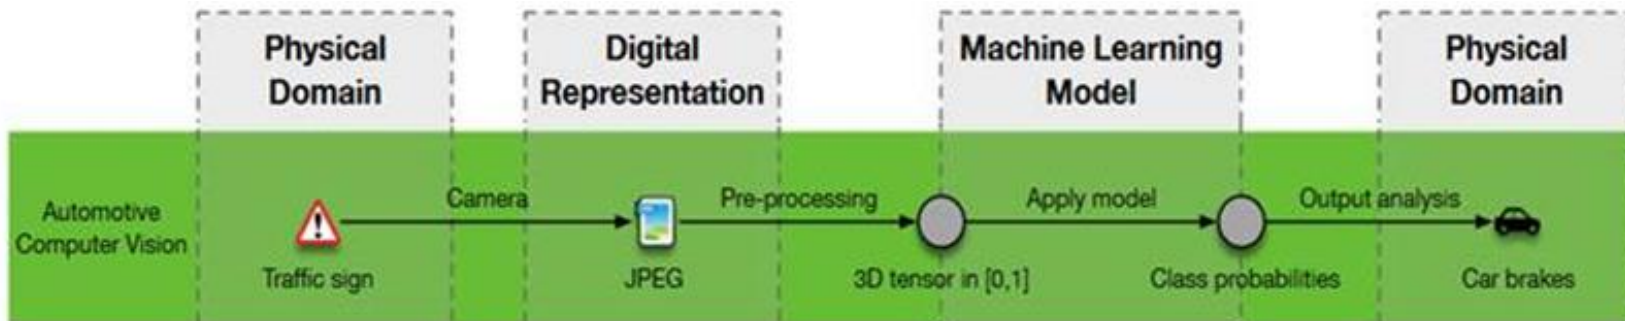 Physical
Domain
Digital
Representation
Machine Learning
Model
Physical
Domain
Automotive
Computer Vision
Camera
Pre-processing
Apply model
Output analysis
Traffic sign
JPEG
3D tensor in [0,1]
Class probabilities
Car brakes